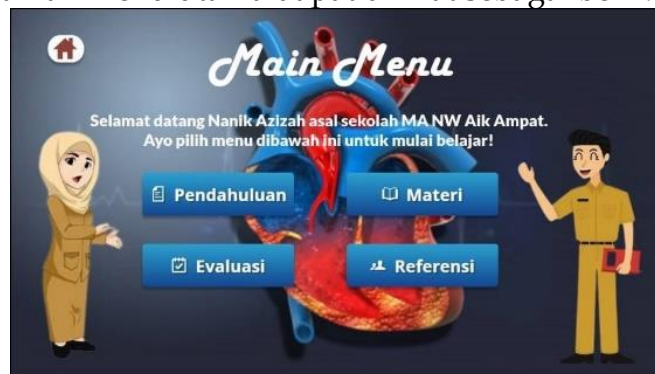 Main Menu
Selamat datang Nanik Azizah asal sekolah MA NW Aik Ampat.
Ayo pilih menu dibawah ini untuk mulai belajar!
Pendahuluan
Materi
Evaluasi
Referensi